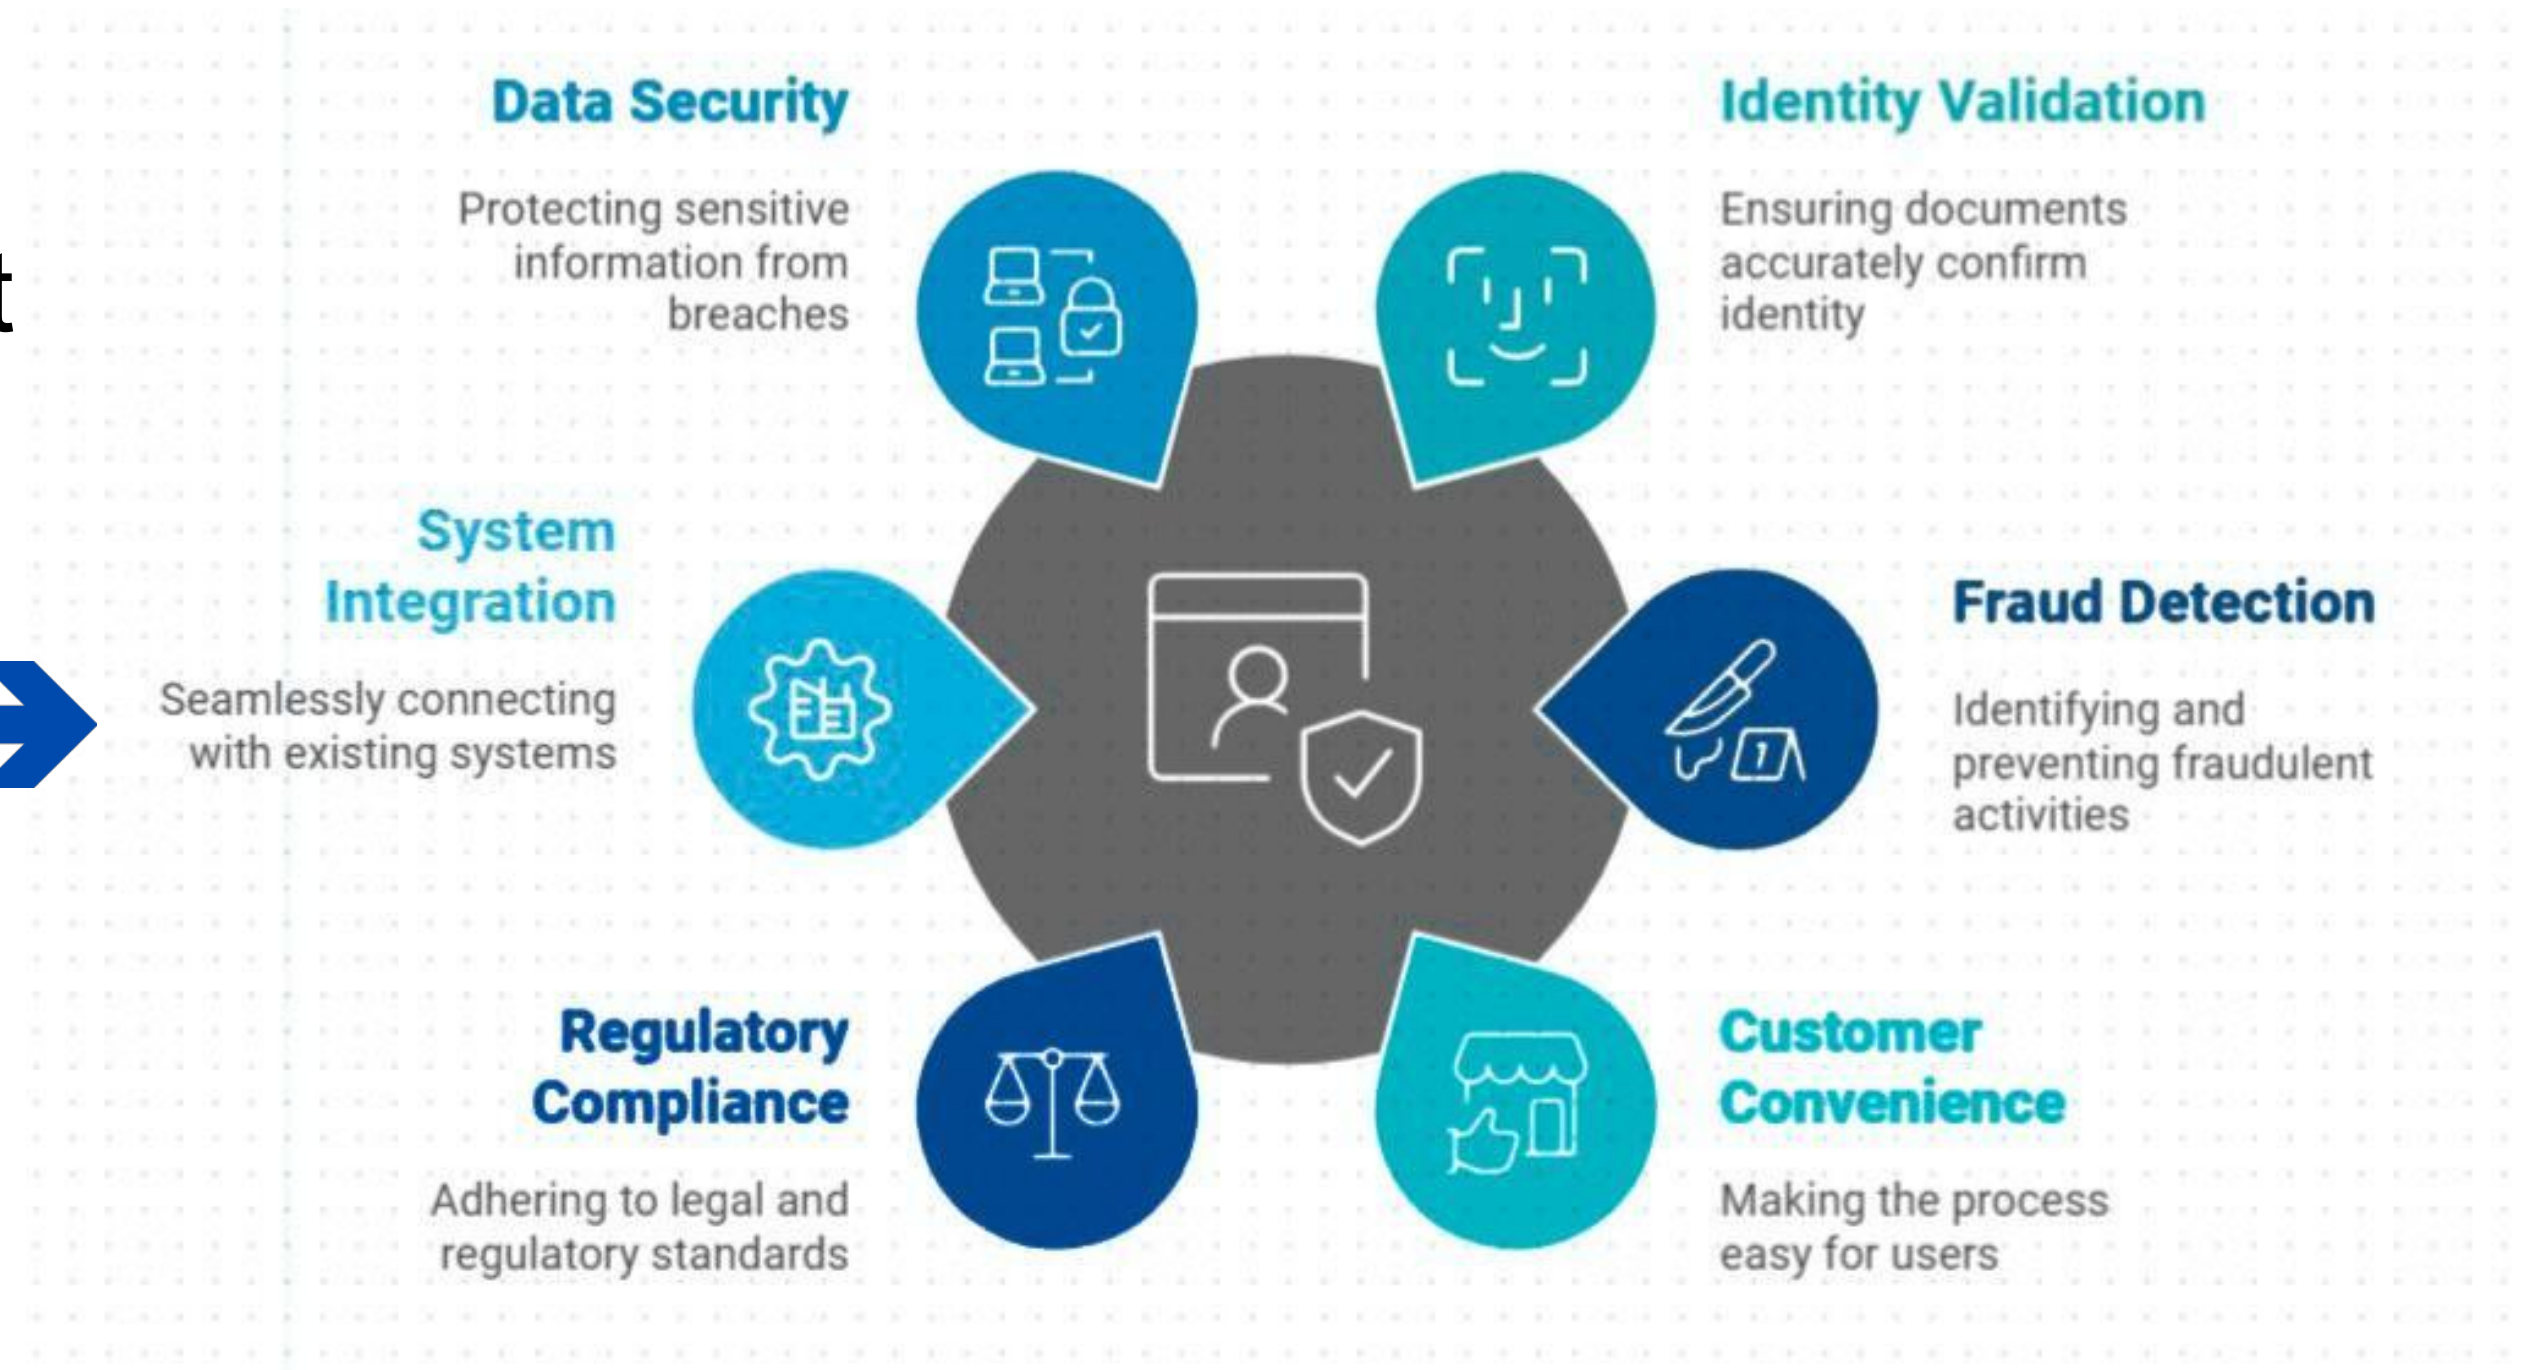 t
Data Security
Protecting sensitive
information from
breaches
Identity Validation
Ensuring documents
accurately confirm
identity
System
Integration
Seamlessly connecting
with existing systems
Fraud Detection
Identifying and
preventing fraudulent
activities
1
Regulatory
Compliance
Adhering to legal and
regulatory standards
Customer
Convenience
Making the process
easy for users